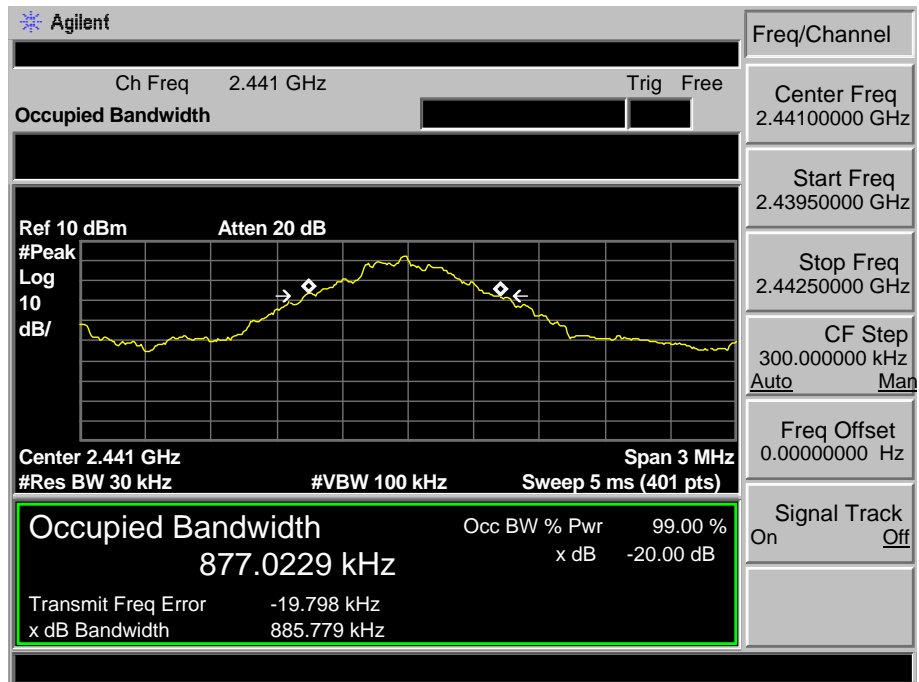 Agilent
Ch Freq 2.441 GHz Trig Free
Occupied Bandwidth
Ref 10 dBm Atten 20 dB
#Peak
Log
10
dB/
Center 2.441 GHz Span 3 MHz
#Res BW 30 kHz #VBW 100 kHz Sweep 5 ms (401 pts)
Occupied Bandwidth
877.0229 kHz
Occ BW % Pwr 99.00 %
x dB -20.00 dB
Transmit Freq Error -19.798 kHz
x dB Bandwidth 885.779 kHz
Freq/Channel
Center Freq
2.44100000 GHz
Start Freq
2.43950000 GHz
Stop Freq
2.44250000 GHz
CF Step
300.000000 kHz
Auto Man
Freq Offset
0.00000000 Hz
Signal Track
On Off